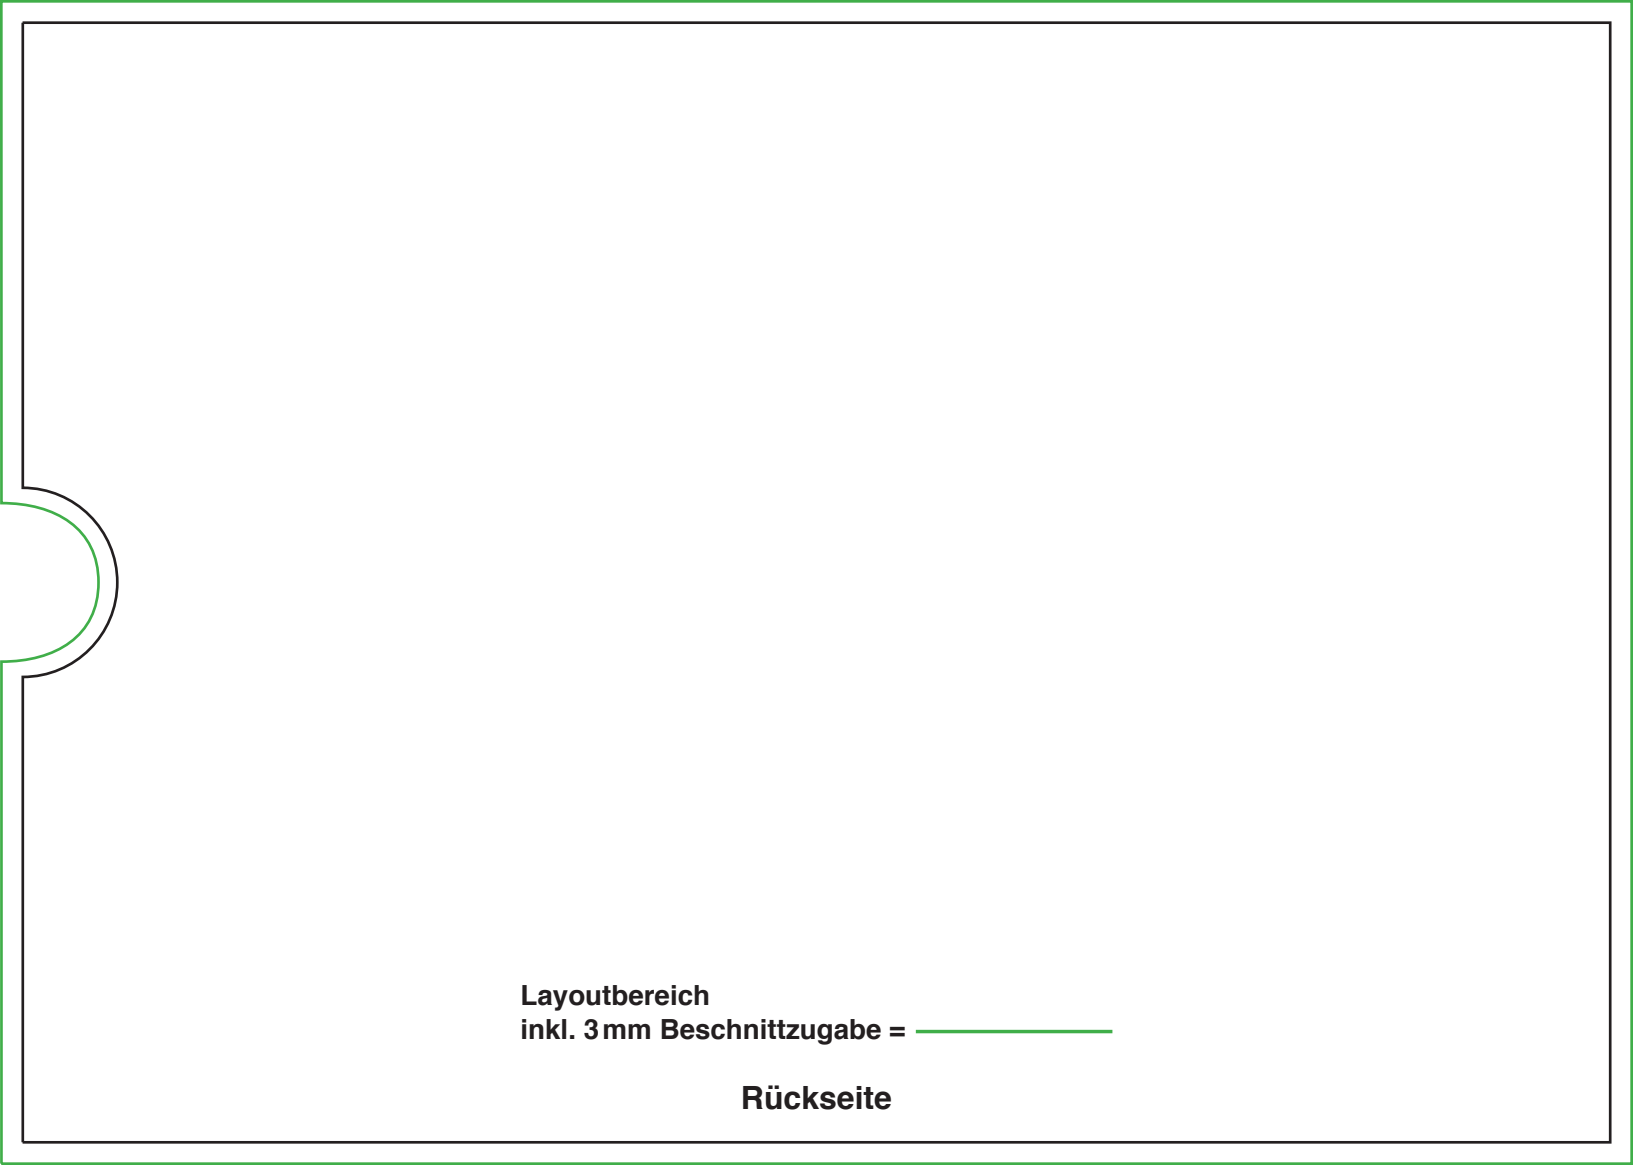 Layoutbereich
inkl. 3 mm Beschnittzugabe =
Rückseite